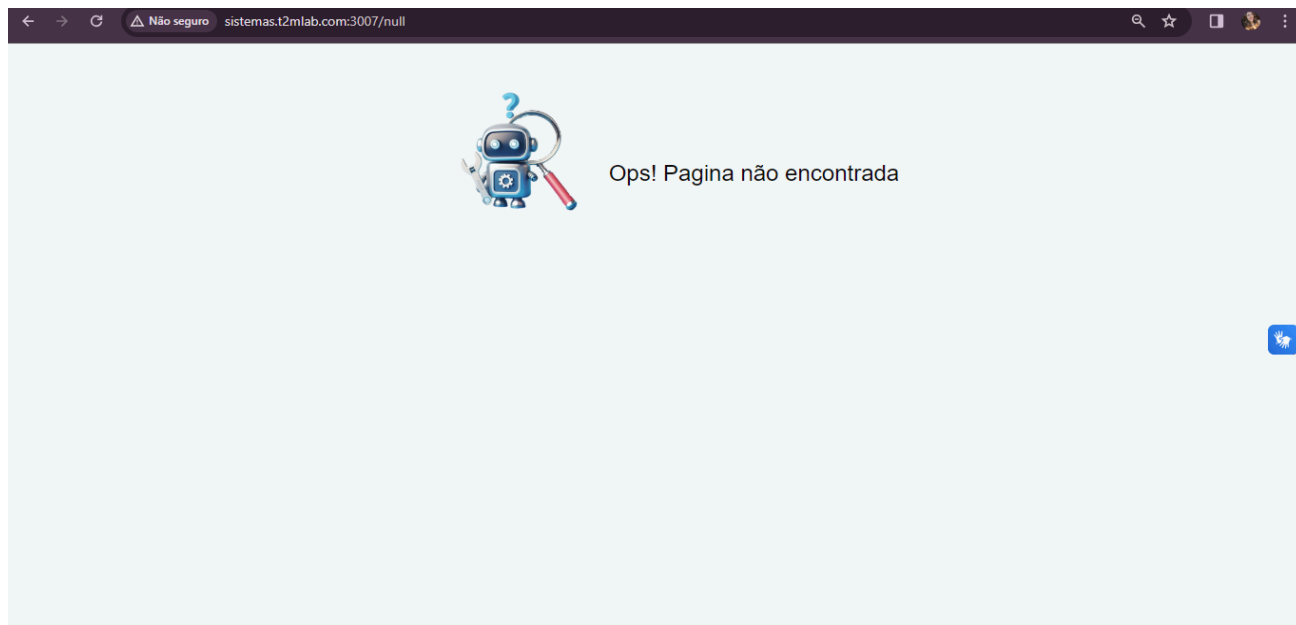 Não seguro sistemas.t2mlab.com:3007/null
?
Ops! Pagina não encontrada